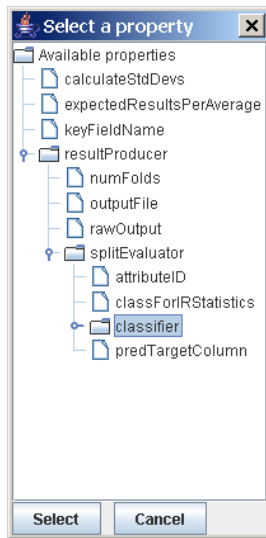 Select a property
Available properties
calculateStdDevs
expectedResultsPerAverage
keyFieldName
resultProducer
numFolds
outputFile
rawOutput
splitEvaluator
attributeID
classForIRStatistics
classifier
predTargetColumn
Select Cancel